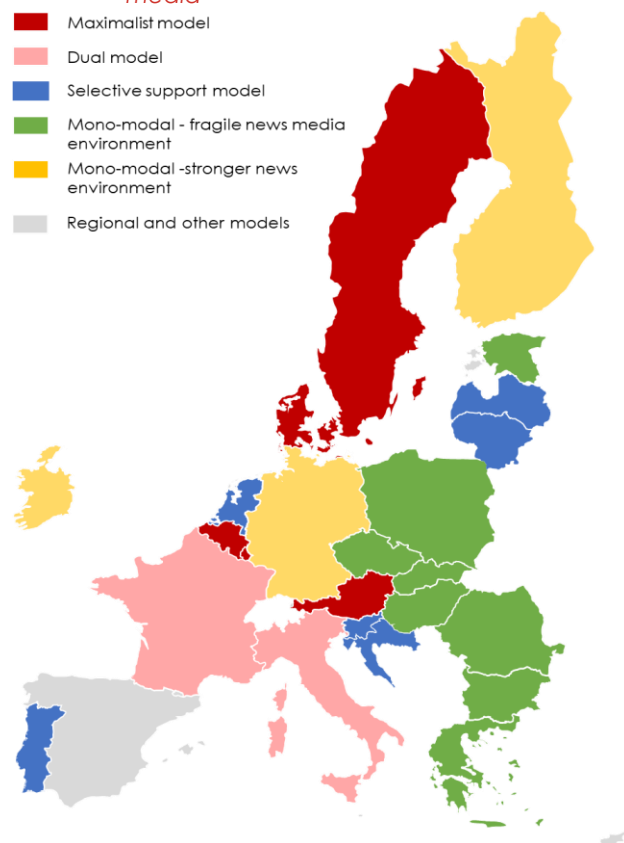 media
Maximalist model
Dual model
Selective support model
Mono-modal - fragile news media
environment
Mono-modal -stronger news
environment
Regional and other models